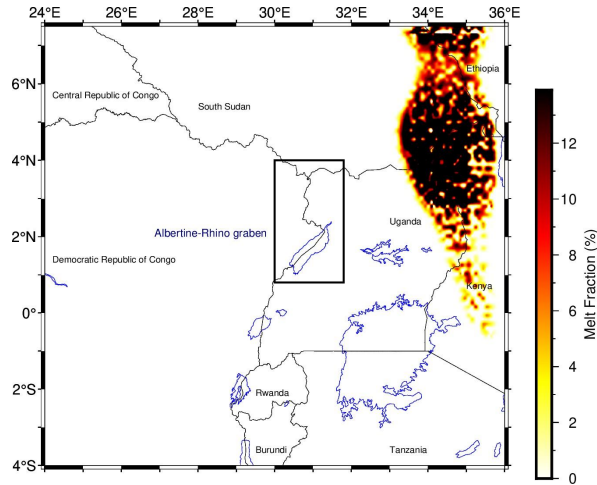 24°E 26°E 28°E 30°E 32°E 34°E 36°E
6°N
4°N
2°N
0°
2°S
4°S
Ethiopia
Central Republic of Congo
South Sudan
Uganda
Albertine-Rhino graben
Democratic Republic of Congo
Kenya
Rwanda
Burundi
Tanzania
12
10
8
6
4
2
0
Melt Fraction (%)